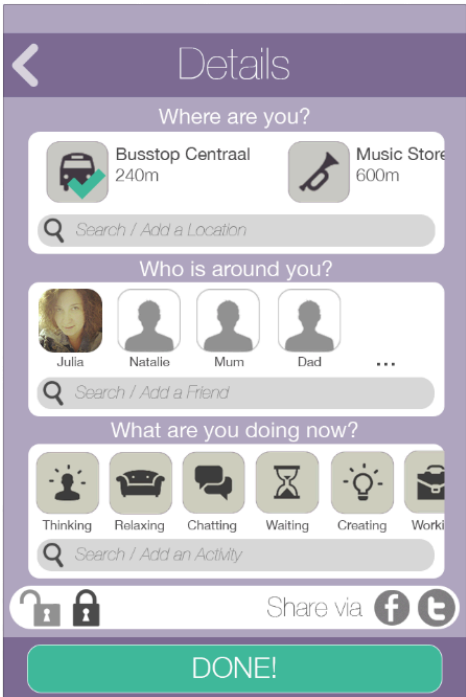 Details
Where are you?
Busstop Centraal
240m
Music Store
600m
Search / Add a Location
Who is around you?
Julia Natalie Mum Dad ...
Search / Add a Friend
What are you doing now?
Thinking Relaxing Chatting Waiting Creating Worki
Search / Add an Activity
Share via f t
DONE!